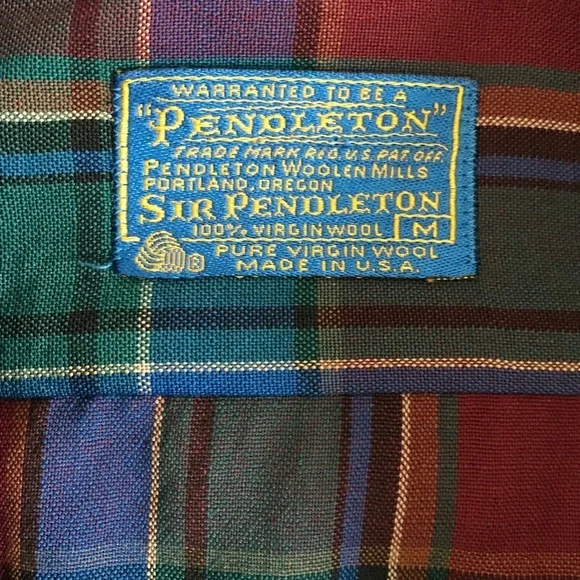 WARRANTED TO BE A
"PENDLETON"
TRADE MARK REG. U.S. PAT. OFF.
PENDLETON WOOLEN MILLS
PORTLAND, OREGON
SIR PENDLETON
100% VIRGIN WOOL M
PURE VIRGIN WOOL
MADE IN U.S.A.